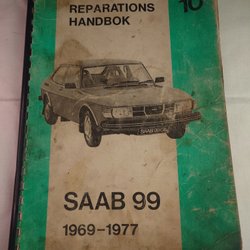 REPARATIONS
HANDBOK
10
SAAB 99
1969-1977